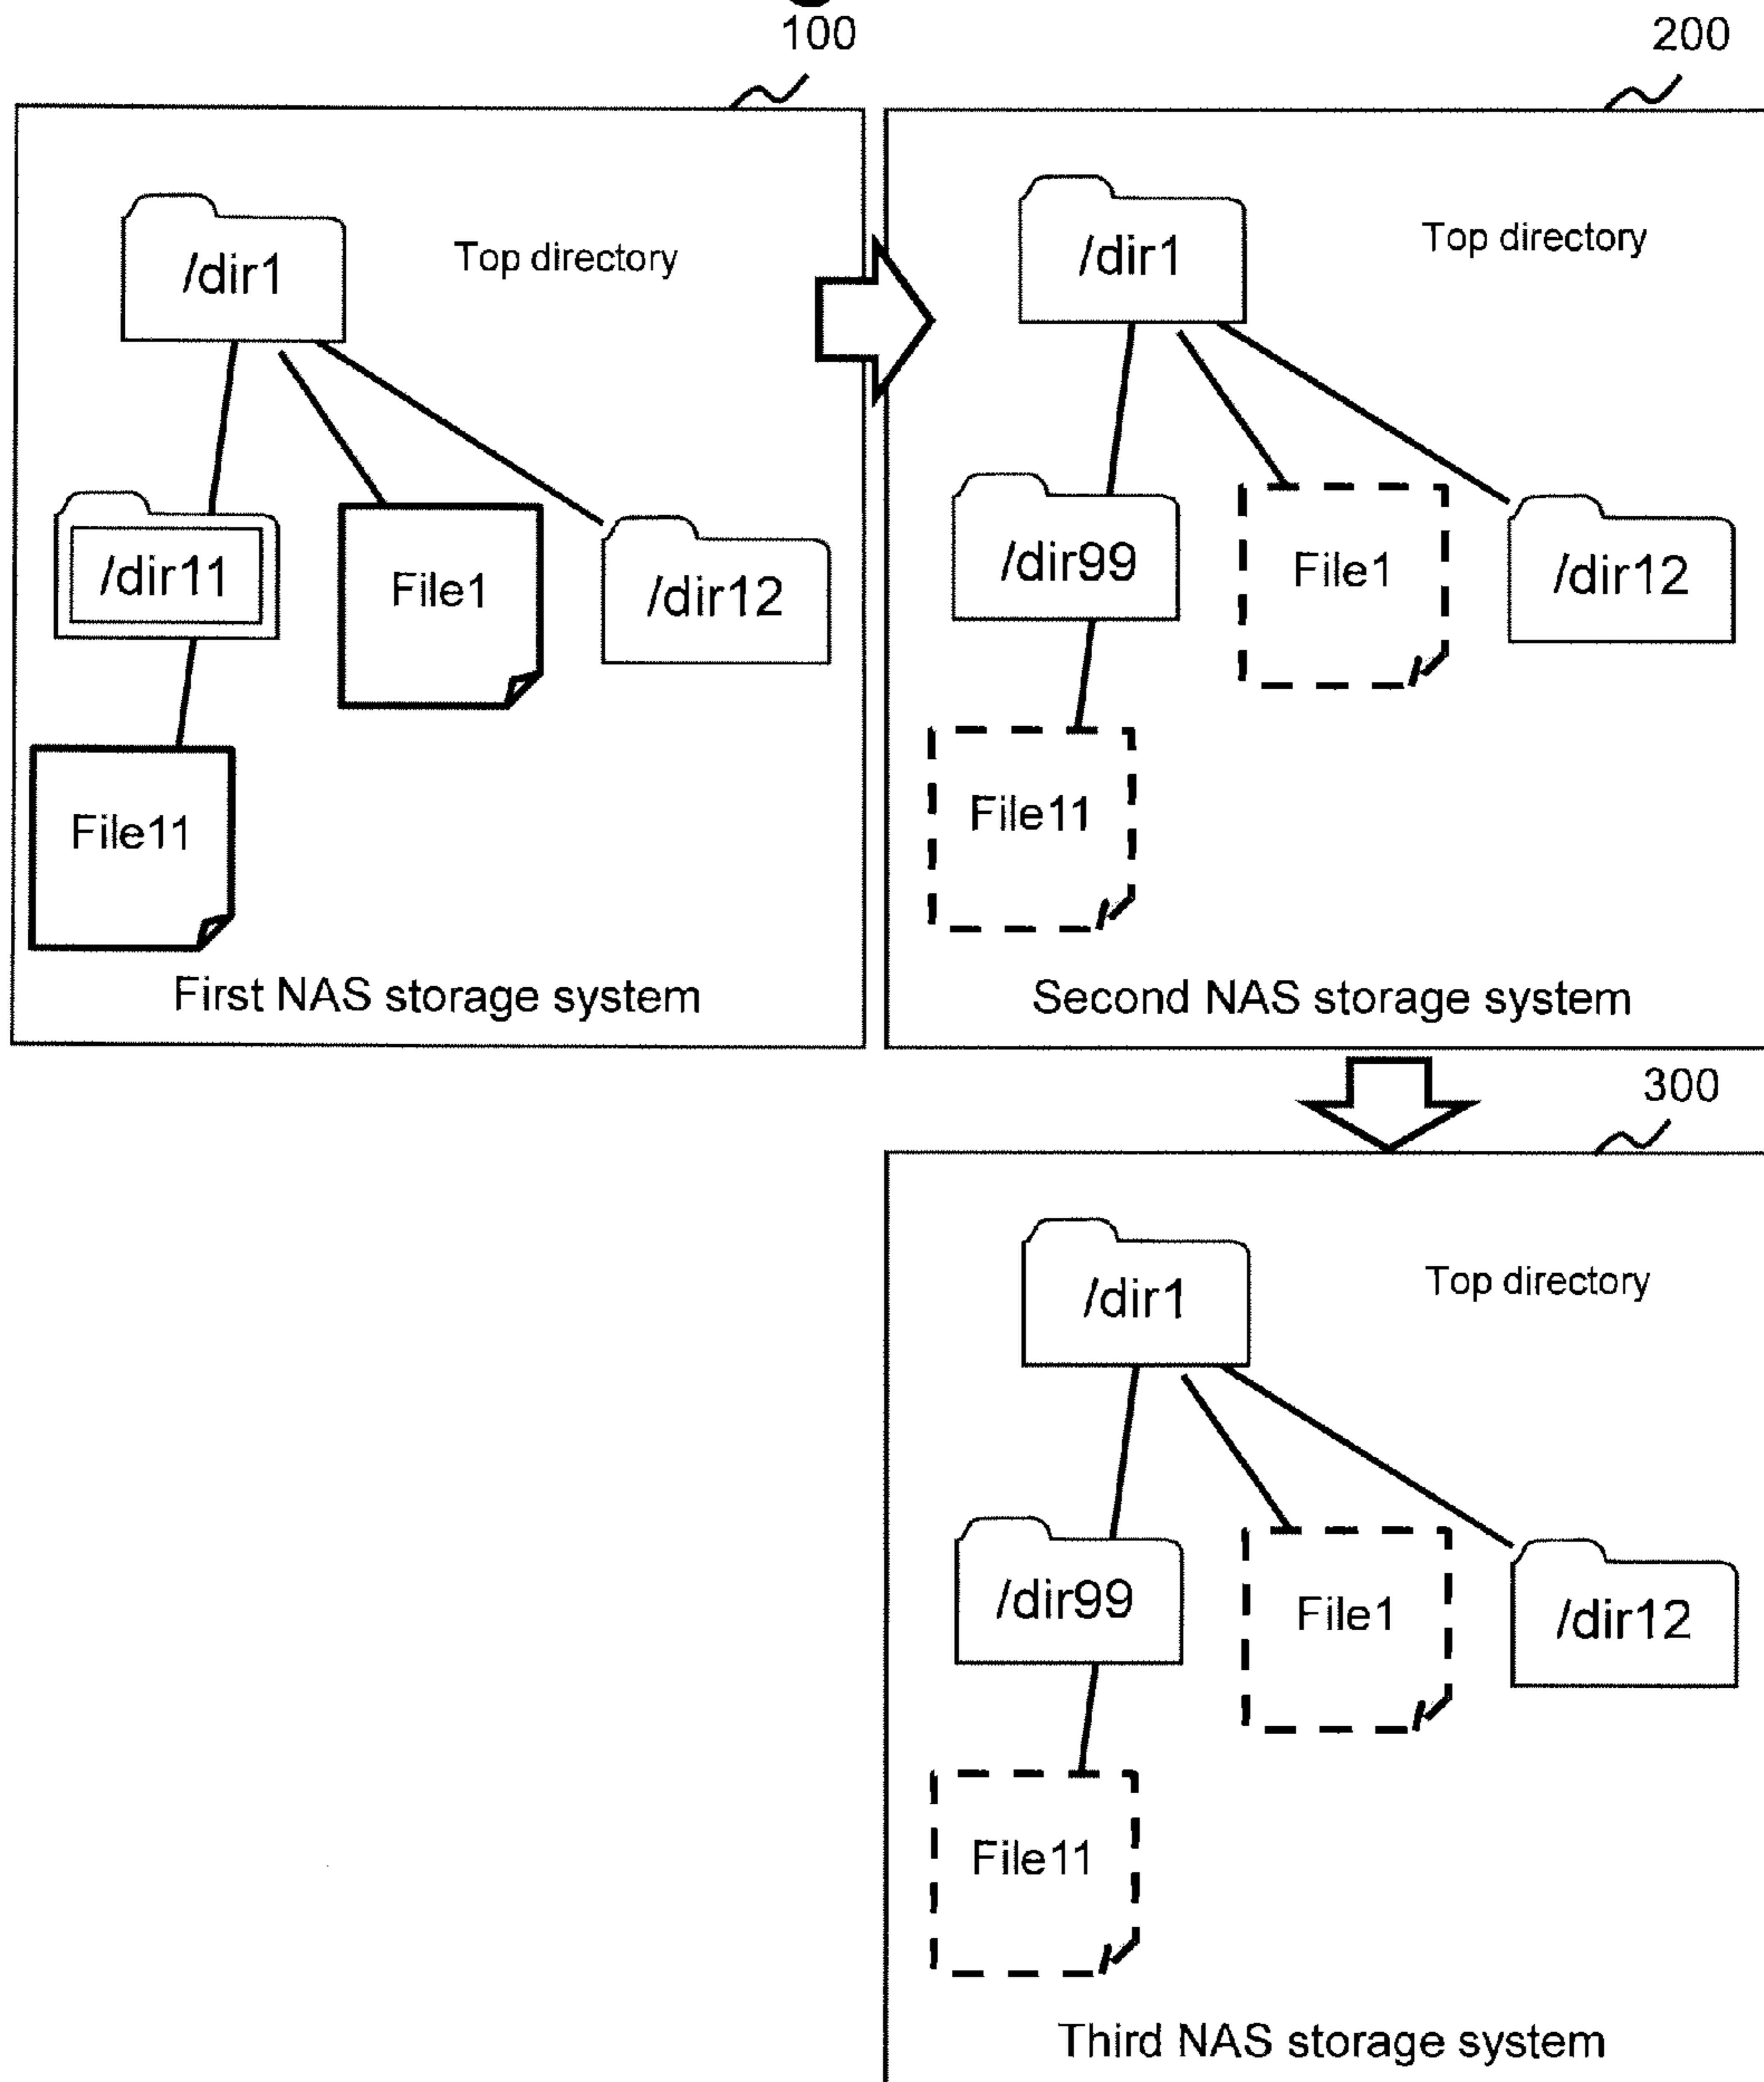 100
200
/dir1
Top directory
/dir1
Top directory
/dir11
File1
/dir12
/dir99
File1
/dir12
File11
File11
First NAS storage system
Second NAS storage system
300
/dir1
Top directory
/dir99
File1
/dir12
File11
Third NAS storage system